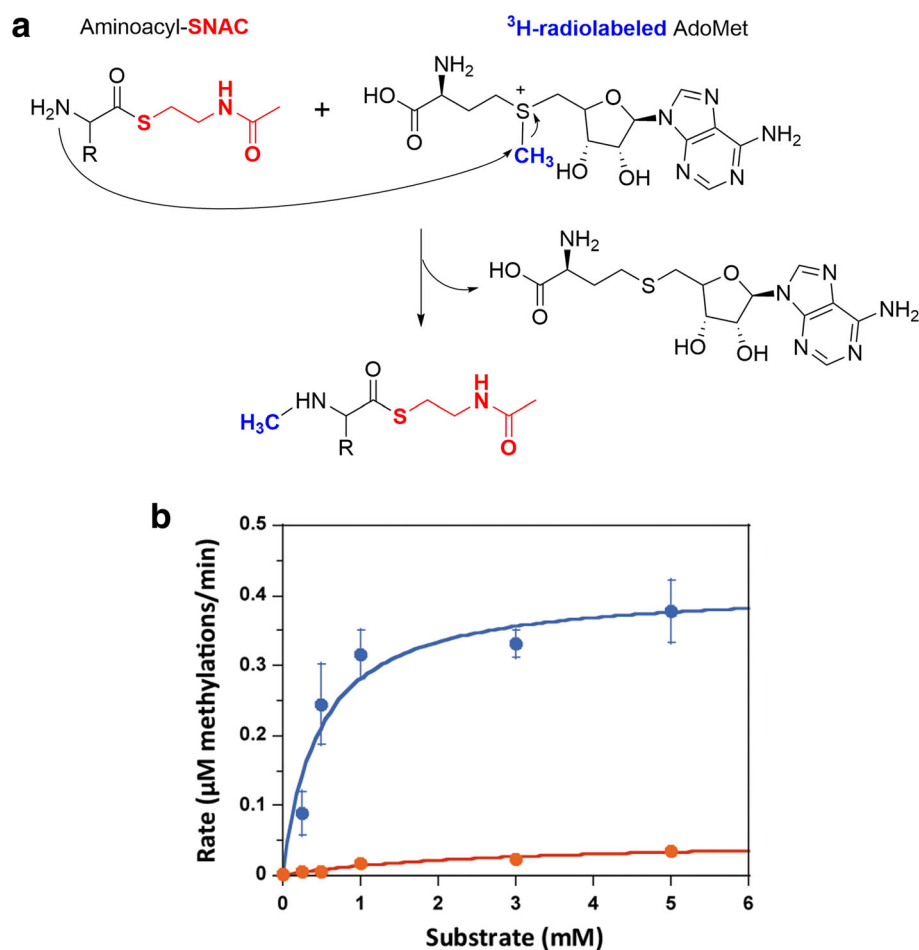 a
Aminoacyl-SNAC
³H-radiolabeled AdoMet
H₂N
O
S
H
N
O
R
+
NH₂
HO
O
S
+
CH₃
O
HO
OH
N
N
N
N
NH₂
NH₂
HO
O
S
O
HO
OH
N
N
N
N
NH₂
H₃C
HN
O
S
H
N
O
R
b
Rate (µM methylations/min)
0.5
0.4
0.3
0.2
0.1
0
0 1 2 3 4 5 6
Substrate (mM)